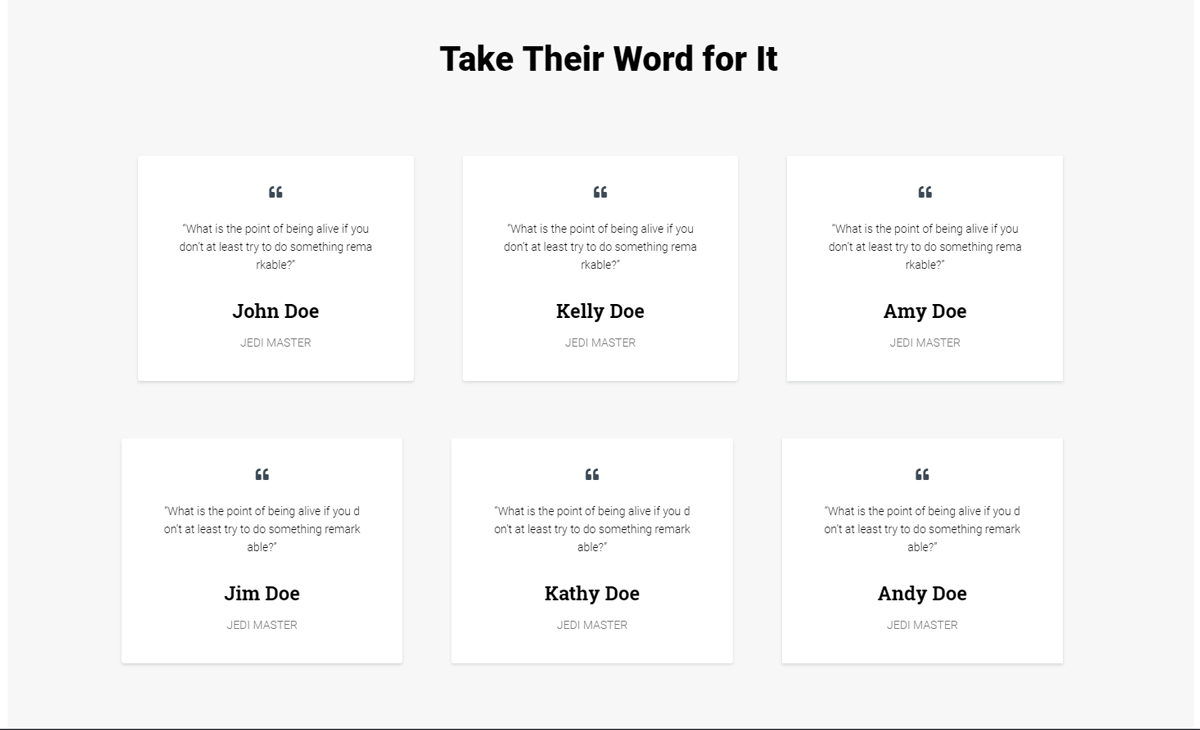 Take Their Word for It
“
“
“
“What is the point of being alive if you
don’t at least try to do something rema
rkable?”
“What is the point of being alive if you
don’t at least try to do something rema
rkable?”
“What is the point of being alive if you
don’t at least try to do something rema
rkable?”
John Doe
Kelly Doe
Amy Doe
JEDI MASTER
JEDI MASTER
JEDI MASTER
“
“
“
“What is the point of being alive if you d
on’t at least try to do something remark
able?”
“What is the point of being alive if you d
on’t at least try to do something remark
able?”
“What is the point of being alive if you d
on’t at least try to do something remark
able?”
Jim Doe
Kathy Doe
Andy Doe
JEDI MASTER
JEDI MASTER
JEDI MASTER